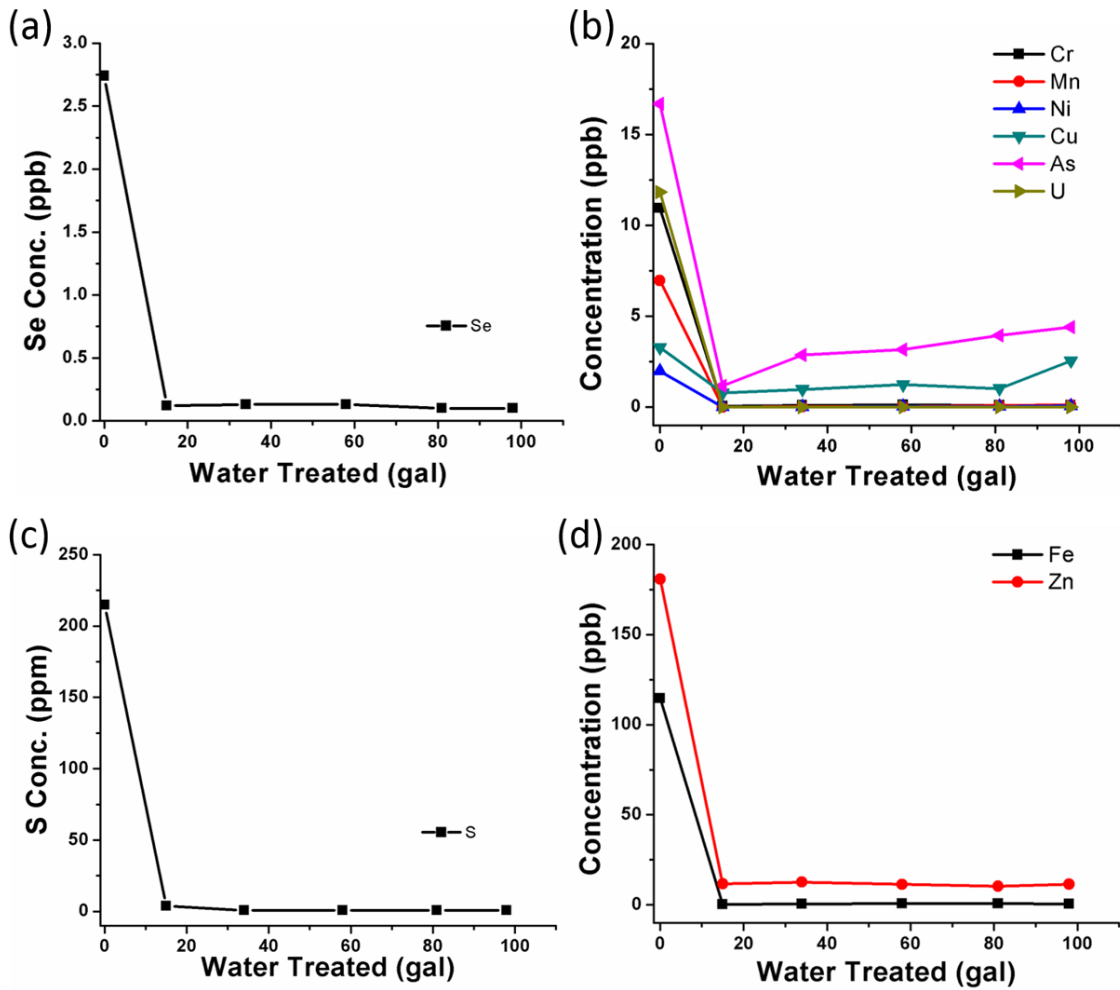 (a)
3.0
2.5
2.0
1.5
1.0
0.5
0.0
Se Conc. (ppb)
Se
0 20 40 60 80 100
Water Treated (gal)
(b)
20
15
10
5
0
Concentration (ppb)
Cr
Mn
Ni
Cu
As
U
0 20 40 60 80 100
Water Treated (gal)
(c)
250
200
150
100
50
0
S Conc. (ppm)
S
0 20 40 60 80 100
Water Treated (gal)
(d)
200
150
100
50
0
Concentration (ppb)
Fe
Zn
0 20 40 60 80 100
Water Treated (gal)